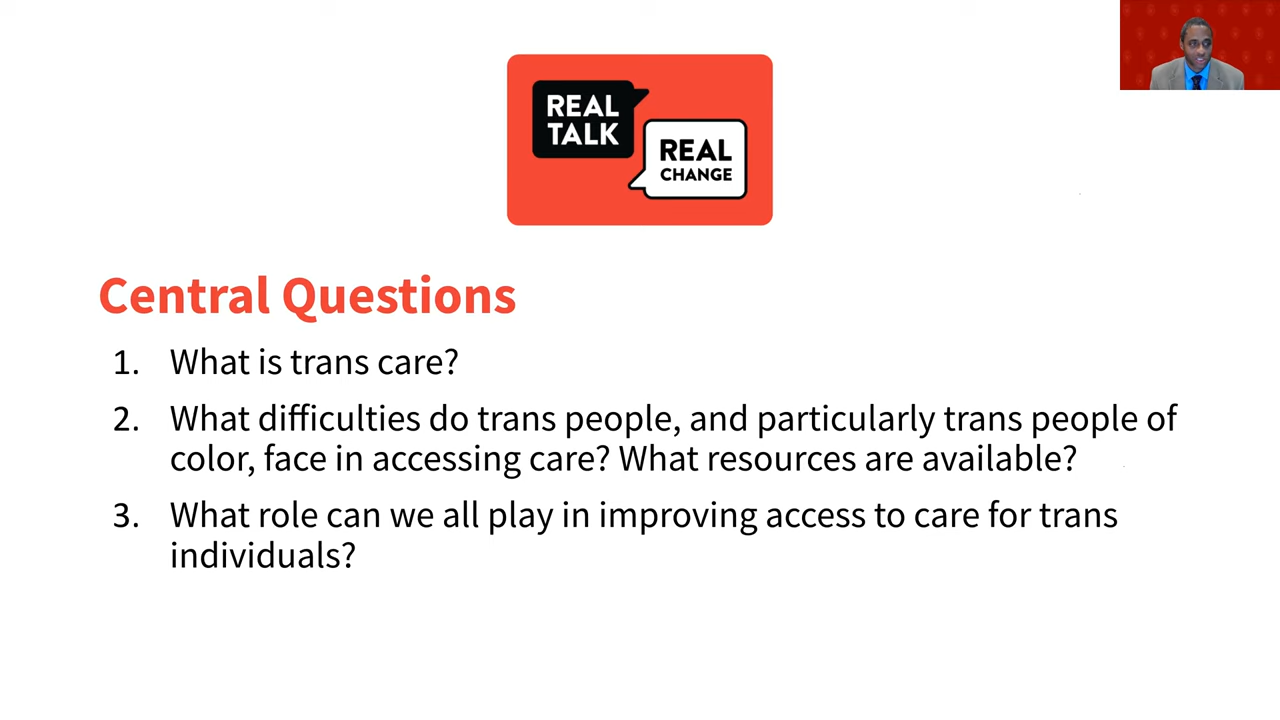 REAL
TALK
REAL
CHANGE
Central Questions
1. What is trans care?
2. What difficulties do trans people, and particularly trans people of
color, face in accessing care? What resources are available?
3. What role can we all play in improving access to care for trans
individuals?